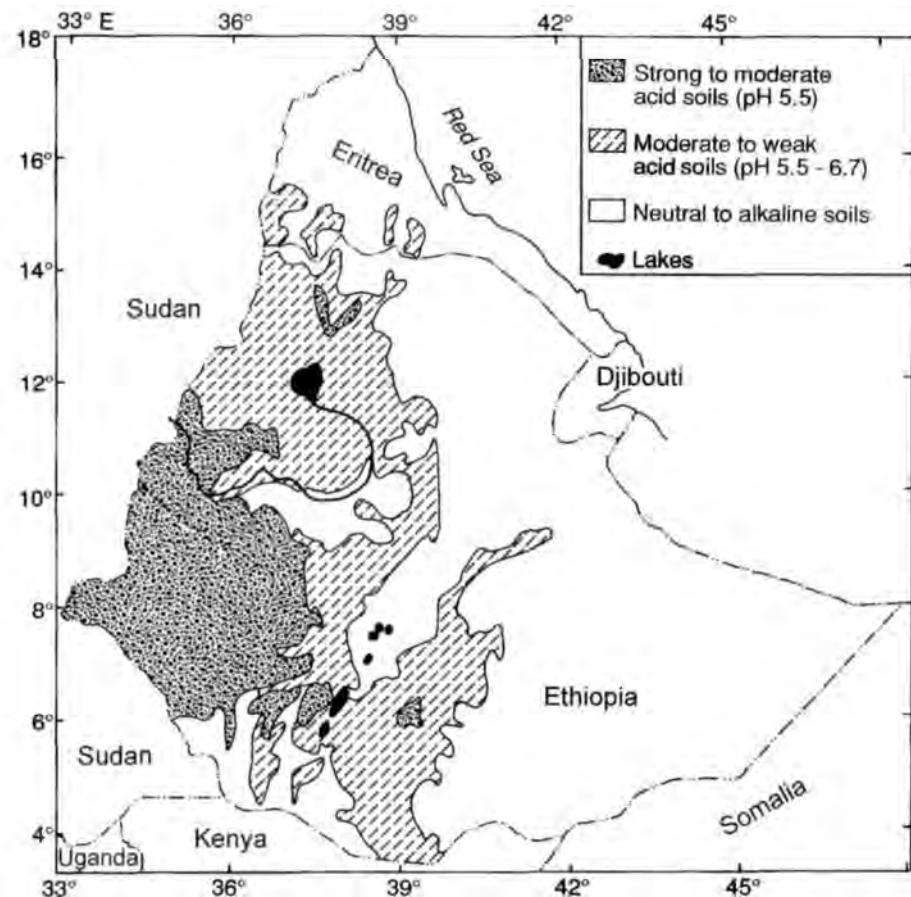 33° E
36°
39°
42°
45°
18°
16°
14°
12°
10°
8°
6°
4°
Strong to moderate
acid soils (pH 5.5)
Moderate to weak
acid soils (pH 5.5 - 6.7)
Neutral to alkaline soils
Lakes
Red Sea
Eritrea
Sudan
Djibouti
Ethiopia
Sudan
Somalia
Kenya
Uganda
33°
36°
39°
42°
45°